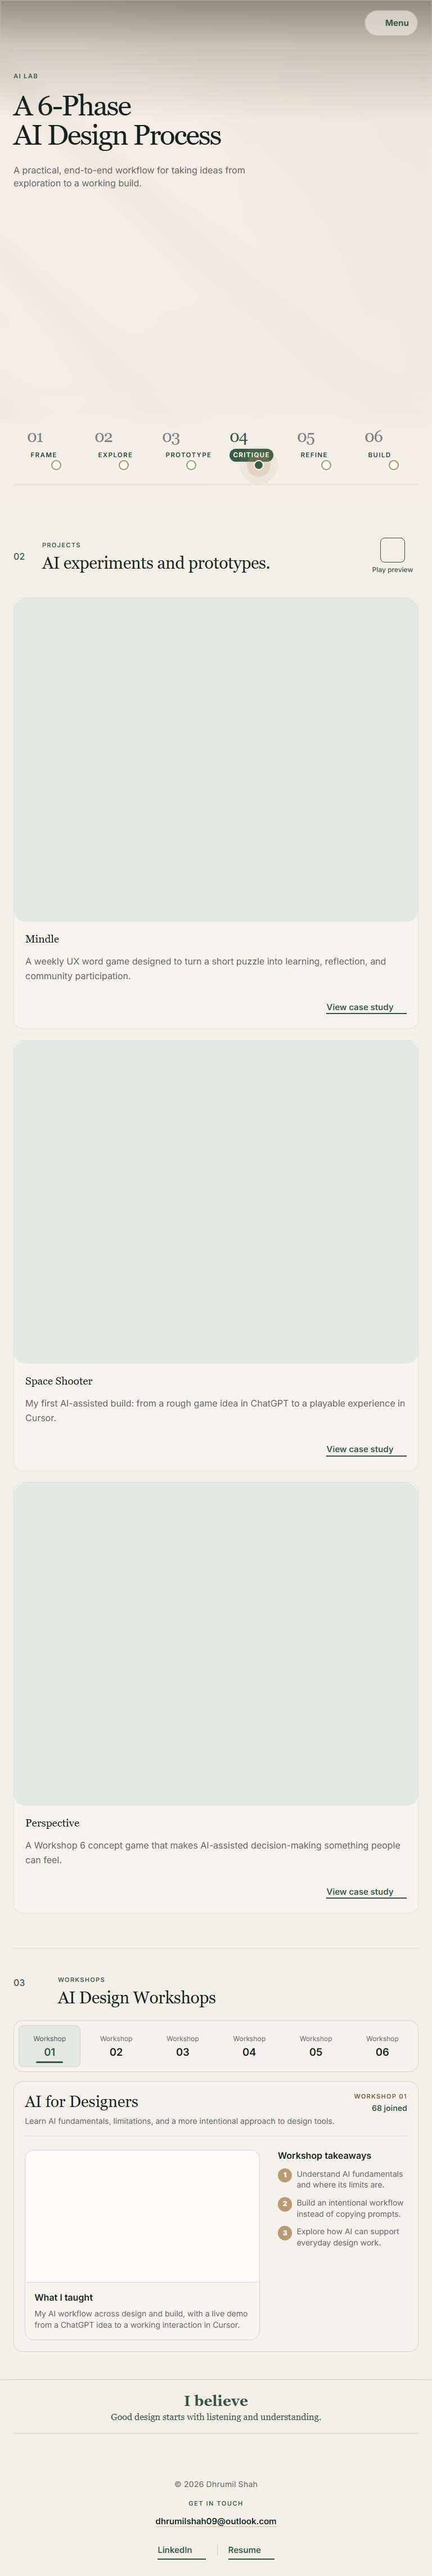 Menu
AI LAB
A 6-Phase
AI Design Process
A practical, end-to-end workflow for taking ideas from
exploration to a working build.
01 02 03 04 05 06
FRAME EXPLORE PROTOTYPE CRITIQUE REFINE BUILD
02
PROJECTS
AI experiments and prototypes.
Play preview
Mindle
A weekly UX word game designed to turn a short puzzle into learning, reflection, and
community participation.
View case study
Space Shooter
My first AI-assisted build: from a rough game idea in ChatGPT to a playable experience in
Cursor.
View case study
Perspective
A Workshop 6 concept game that makes AI-assisted decision-making something people
can feel.
View case study
03
WORKSHOPS
AI Design Workshops
Workshop Workshop Workshop Workshop Workshop Workshop
01 02 03 04 05 06
AI for Designers
WORKSHOP 01
68 joined
Learn AI fundamentals, limitations, and a more intentional approach to design tools.
What I taught
My AI workflow across design and build, with a live demo
from a ChatGPT idea to a working interaction in Cursor.
Workshop takeaways
1 Understand AI fundamentals
and where its limits are.
2 Build an intentional workflow
instead of copying prompts.
3 Explore how AI can support
everyday design work.
I believe
Good design starts with listening and understanding.
© 2026 Dhrumil Shah
GET IN TOUCH
dhrumilshah09@outlook.com
LinkedIn Resume